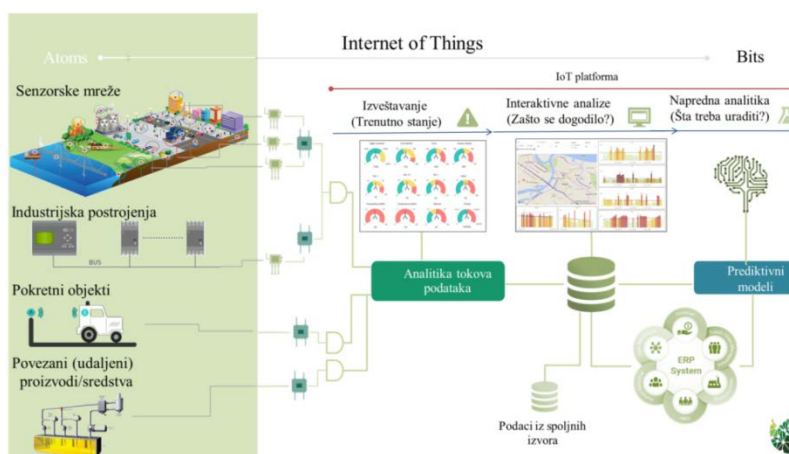 Internet of Things
Atoms
Bits
IoT platforma
Senzorske mreže
Izveštavanje
(Trenutno stanje)
Interaktivne analize
(Zašto se dogodilo?)
Napredna analitika
(Šta treba uraditi?)
Industrijska postrojenja
BUS
Analitika tokova
podataka
Prediktivni
modeli
Pokretni objekti
ERP
System
Povezani (udaljeni)
proizvodi/sredstva
Podaci iz spoljnih
izvora